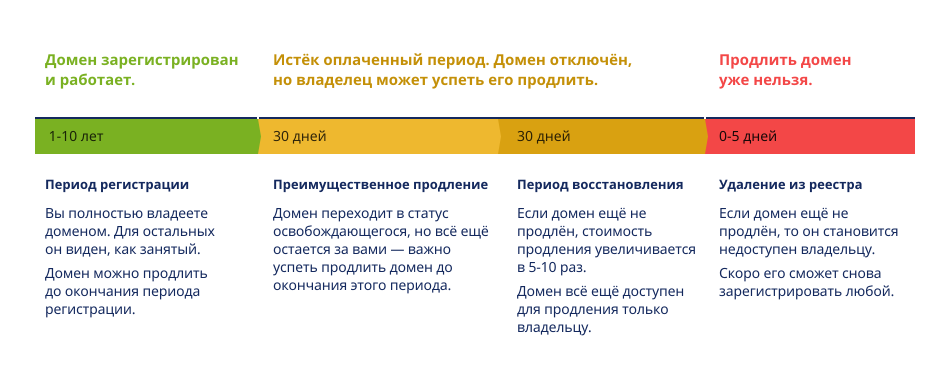 Домен зарегистрирован
и работает.
Истёк оплаченный период. Домен отключён,
но владелец может успеть его продлить.
Продлить домен
уже нельзя.
1-10 лет
30 дней
30 дней
0-5 дней
Период регистрации
Вы полностью владеете
доменом. Для остальных
он виден, как занятый.
Домен можно продлить
до окончания периода
регистрации.
Преимущественное продление
Домен переходит в статус
освобождающегося, но всё ещё
остается за вами — важно
успеть продлить домен до
окончания этого периода.
Период восстановления
Если домен ещё не
продлён, стоимость
продления увеличивается
в 5-10 раз.
Домен всё ещё доступен
для продления только
владельцу.
Удаление из реестра
Если домен ещё не
продлён, то он становится
недоступен владельцу.
Скоро его сможет снова
зарегистрировать любой.